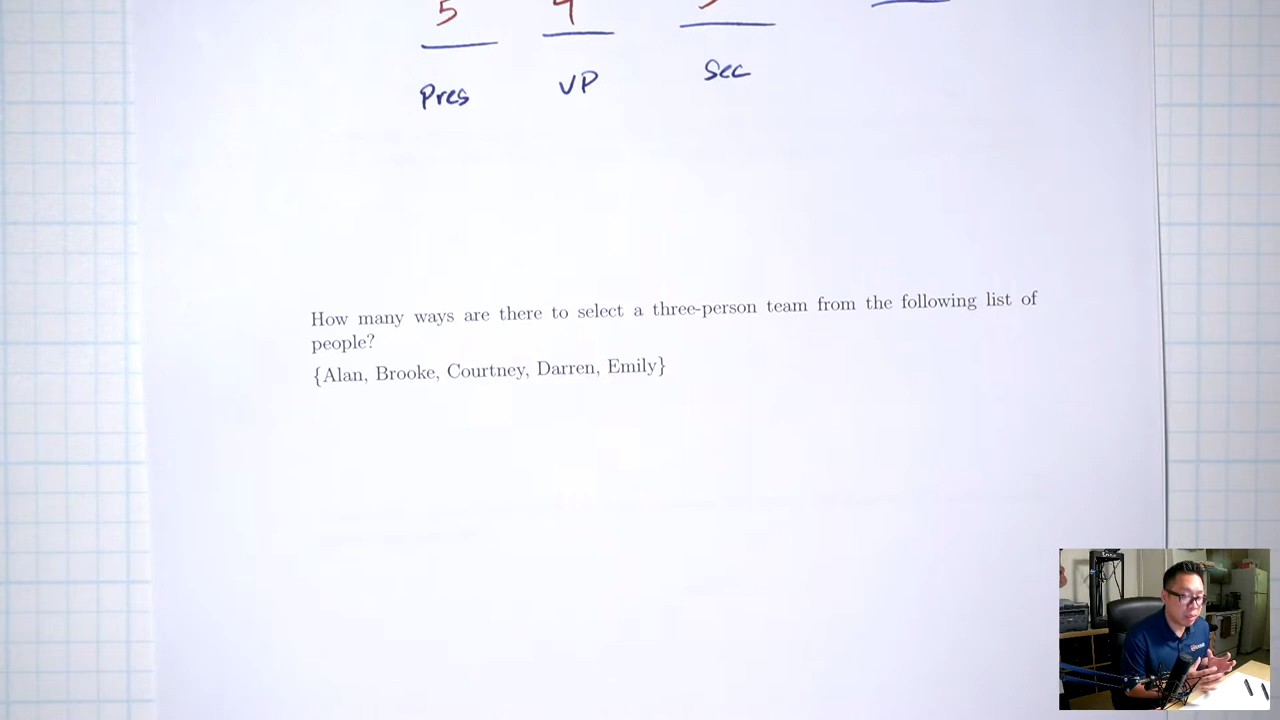 5 4
Pres VP Sec
How many ways are there to select a three-person team from the following list of
people?
{Alan, Brooke, Courtney, Darren, Emily}